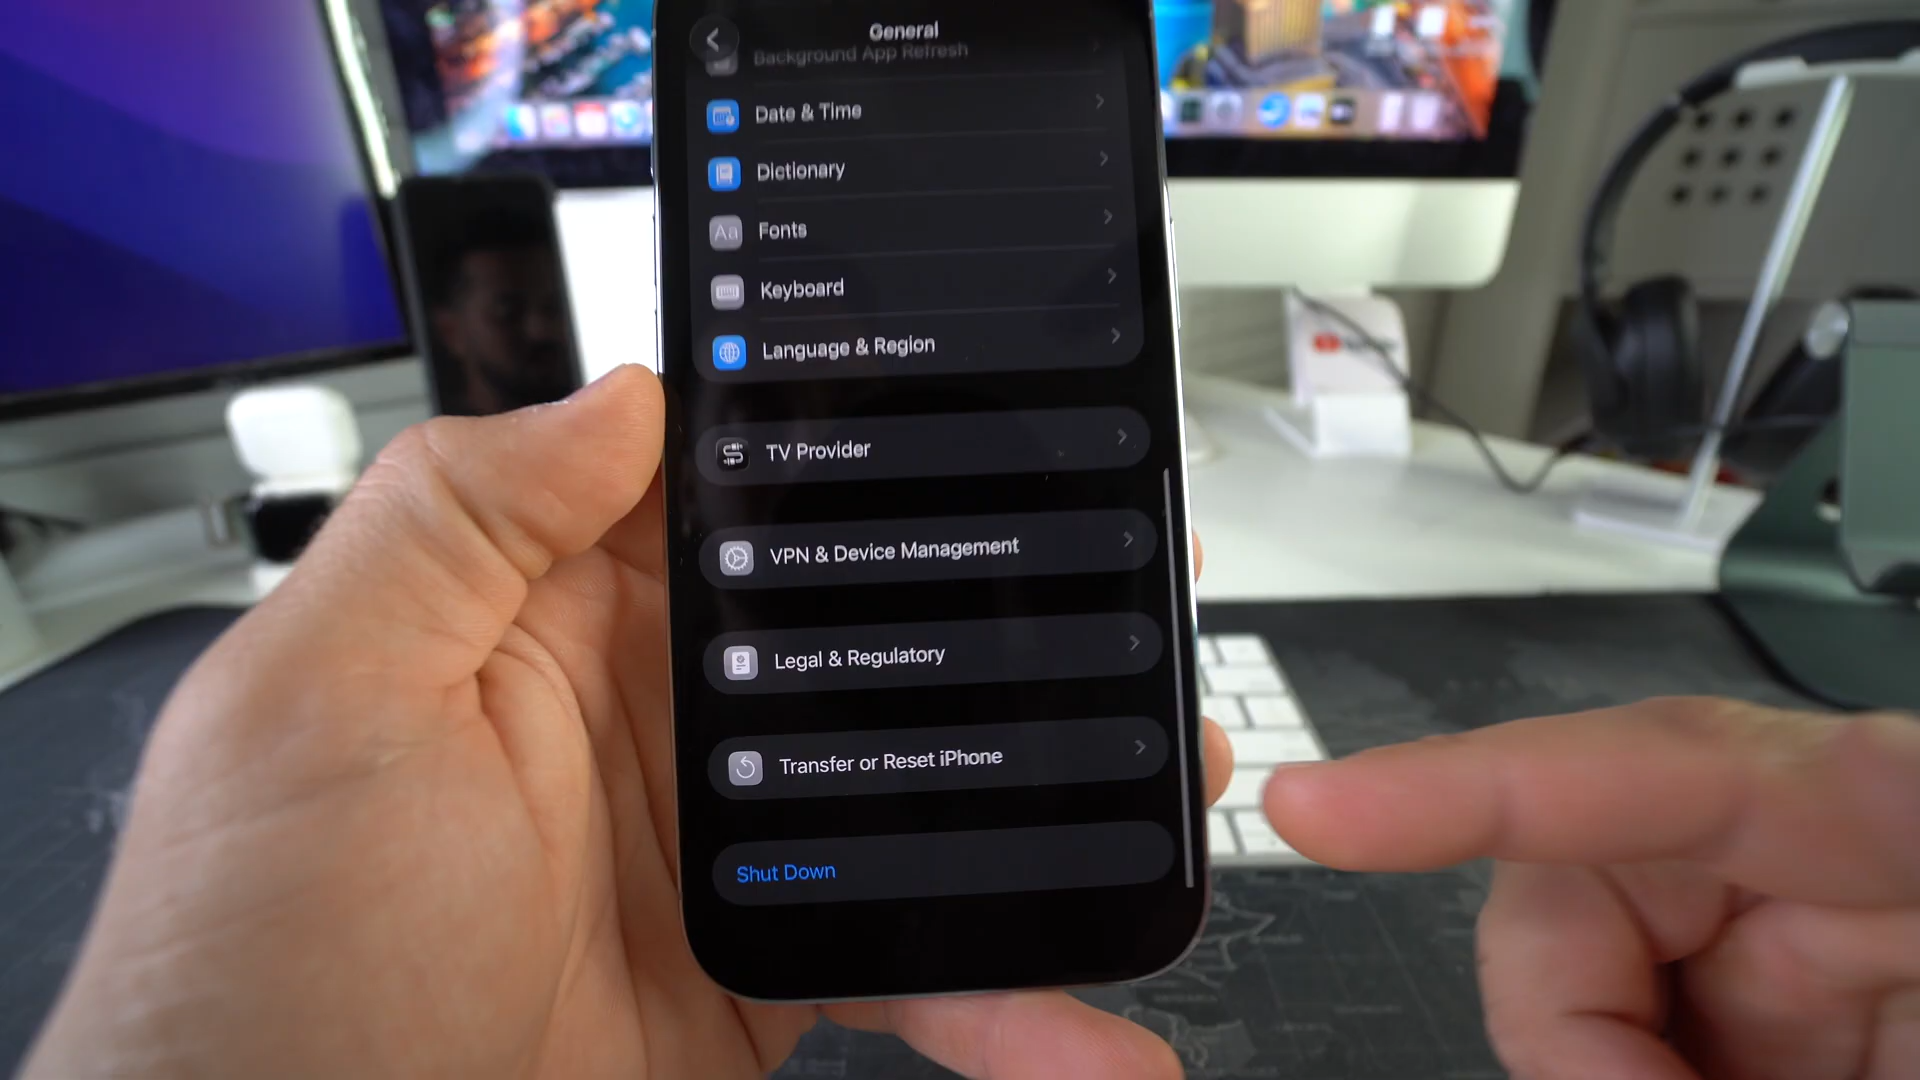 General
Background App Refresh
Date & Time
Dictionary
Aa Fonts
Keyboard
Language & Region
TV Provider
VPN & Device Management
Legal & Regulatory
Transfer or Reset iPhone
Shut Down